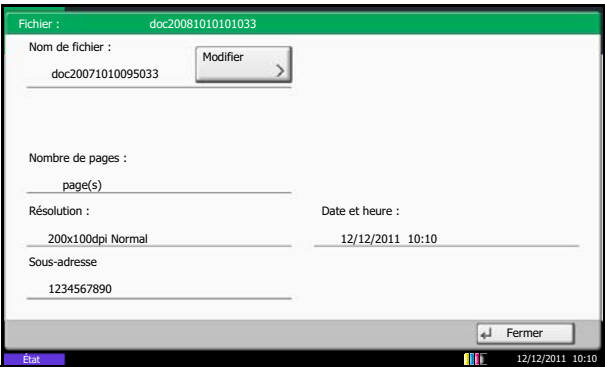 Fichier : doc20081010101033
Nom de fichier :
Modifier
doc20071010095033
Nombre de pages :
page(s)
Résolution :
Date et heure :
200x100dpi Normal
12/12/2011 10:10
Sous-adresse
1234567890
Fermer
État
12/12/2011 10:10